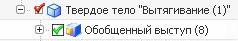 Твердое тело "Вытягивание (1)"
Обобщенный выступ (8)